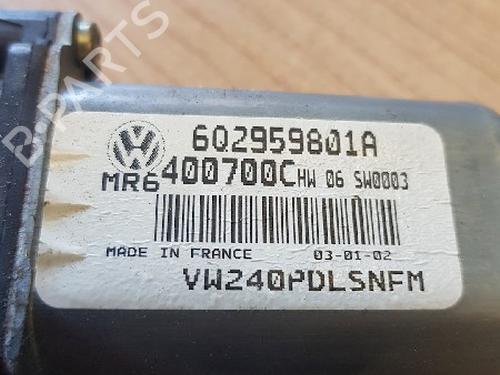 6Q2959801A
MR6 400700C HW 06 SW0003
MADE IN FRANCE 03-01-02
VW240PDLSNFM
B-Parts